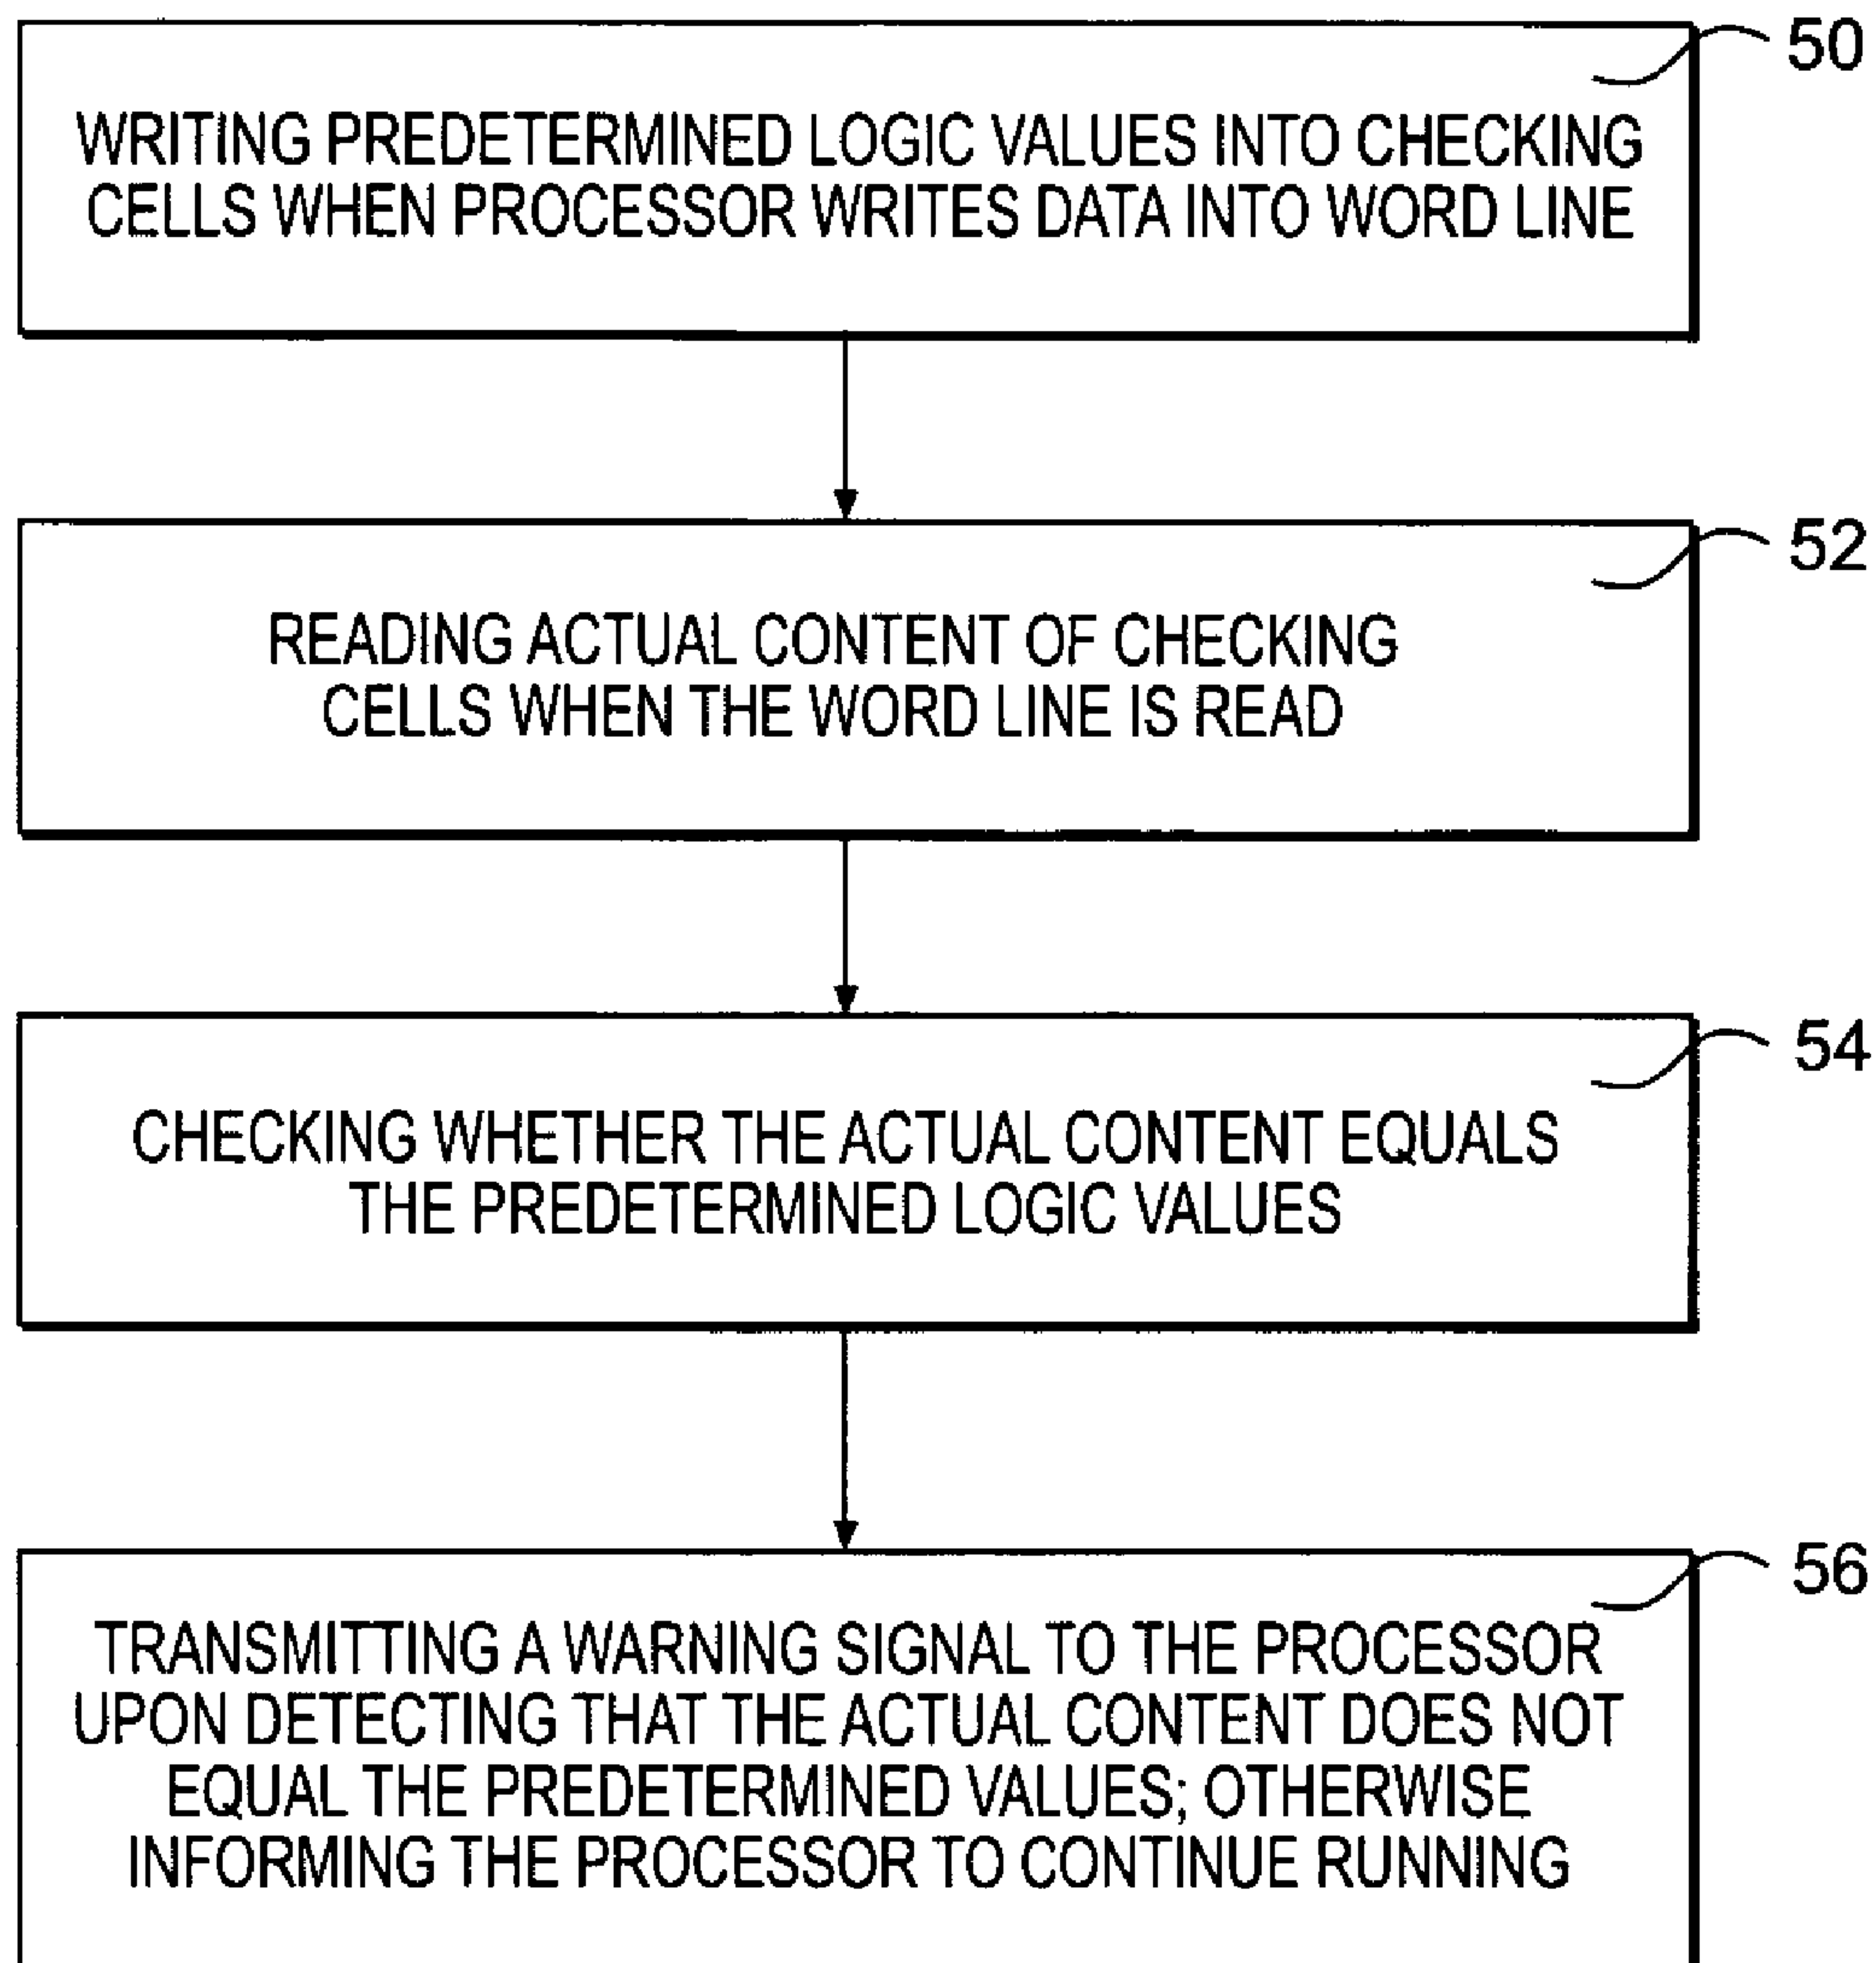 50
WRITING PREDETERMINED LOGIC VALUES INTO CHECKING
CELLS WHEN PROCESSOR WRITES DATA INTO WORD LINE
52
READING ACTUAL CONTENT OF CHECKING
CELLS WHEN THE WORD LINE IS READ
54
CHECKING WHETHER THE ACTUAL CONTENT EQUALS
THE PREDETERMINED LOGIC VALUES
56
TRANSMITTING A WARNING SIGNAL TO THE PROCESSOR
UPON DETECTING THAT THE ACTUAL CONTENT DOES NOT
EQUAL THE PREDETERMINED VALUES; OTHERWISE
INFORMING THE PROCESSOR TO CONTINUE RUNNING